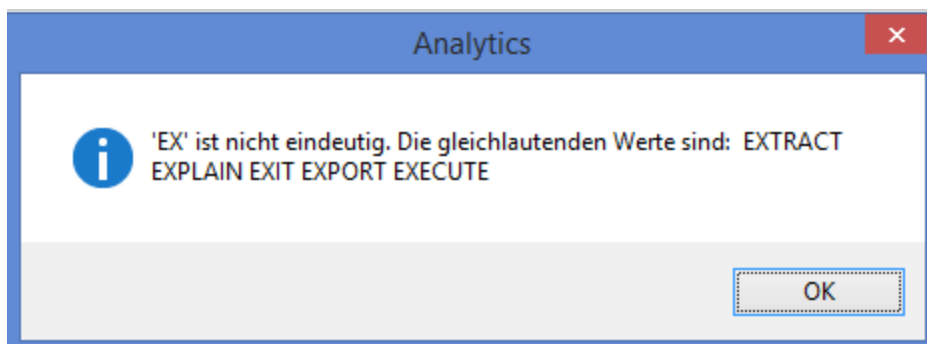 Analytics
'EX' ist nicht eindeutig. Die gleichlautenden Werte sind:  EXTRACT
EXPLAIN EXIT EXPORT EXECUTE
OK